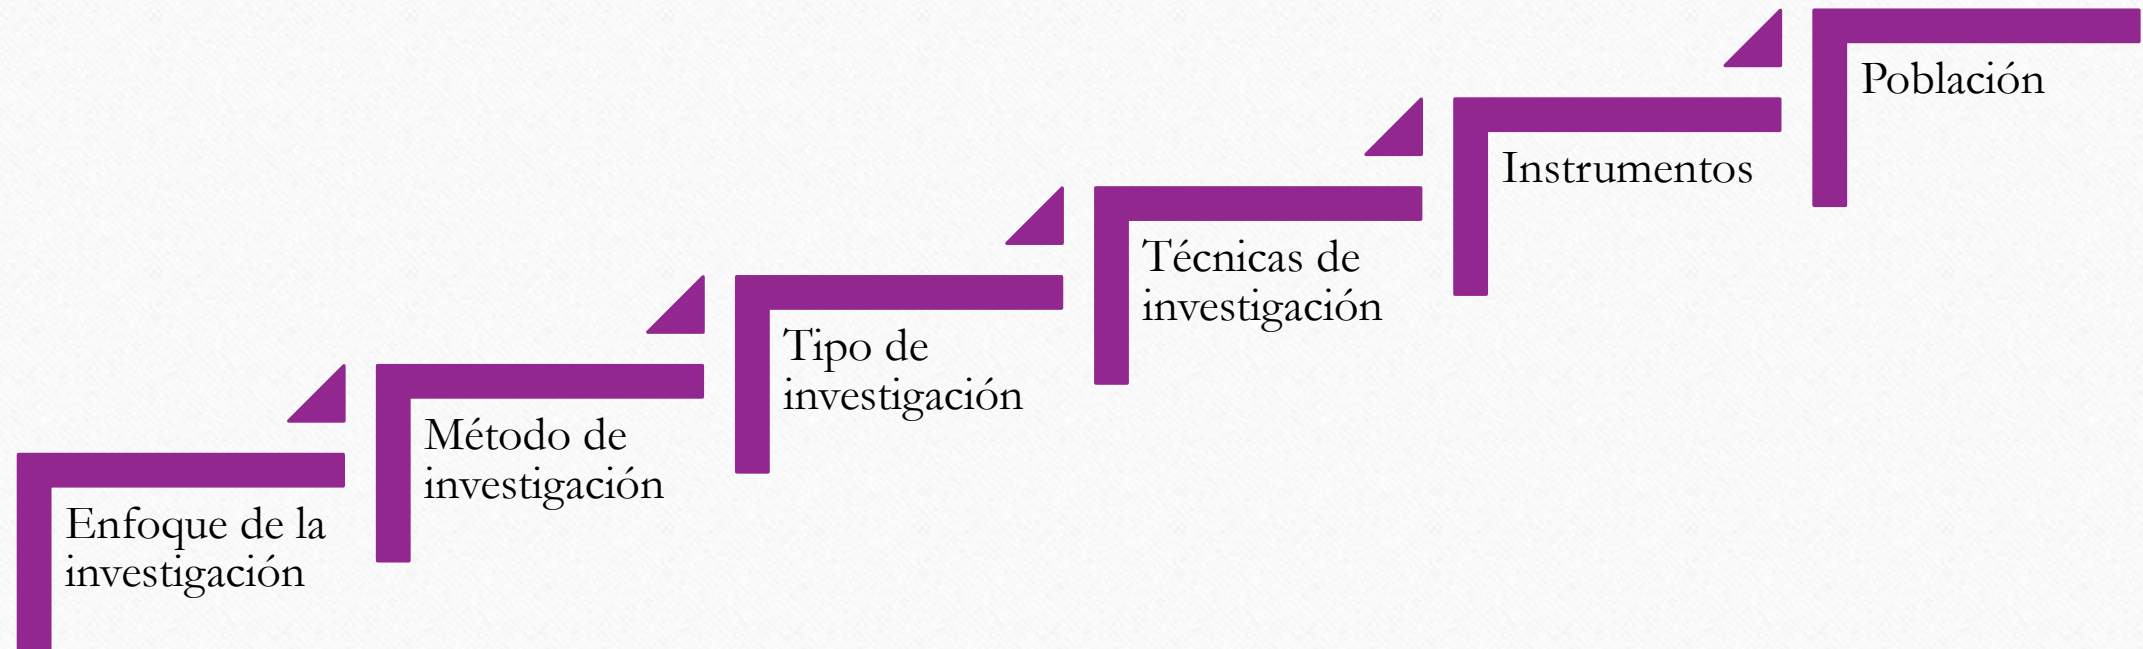 Enfoque de la
investigación
Método de
investigación
Tipo de
investigación
Técnicas de
investigación
Instrumentos
Población